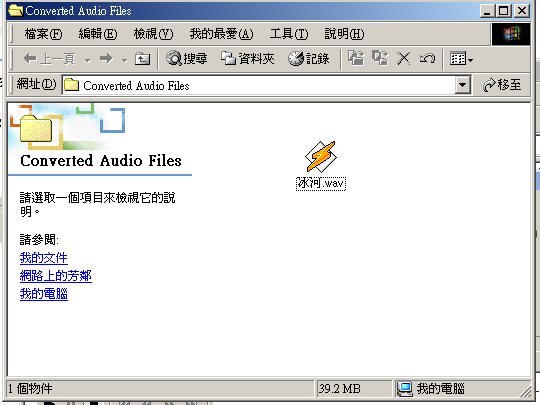 Converted Audio Files
檔案(F) 編輯(E) 檢視(V) 我的最愛(A) 工具(T) 說明(H)
上一頁 搜尋 資料夾 記錄
網址(D) Converted Audio Files 移至
Converted Audio Files
請選取一個項目來檢視它的說
明。
請參閱:
我的文件
網路上的芳鄰
我的電腦
冰河.wav
1 個物件 39.2 MB 我的電腦